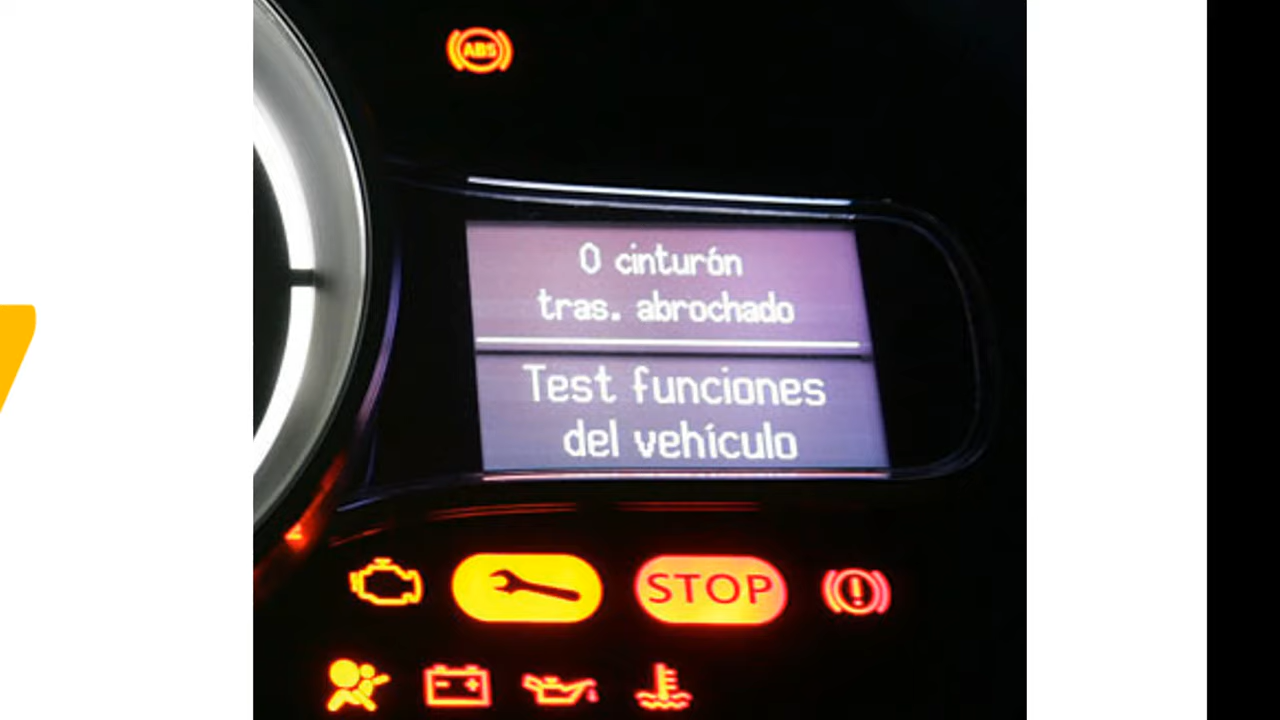 ABS
0 cinturón
tras. abrochado
Test funciones
del vehículo
STOP